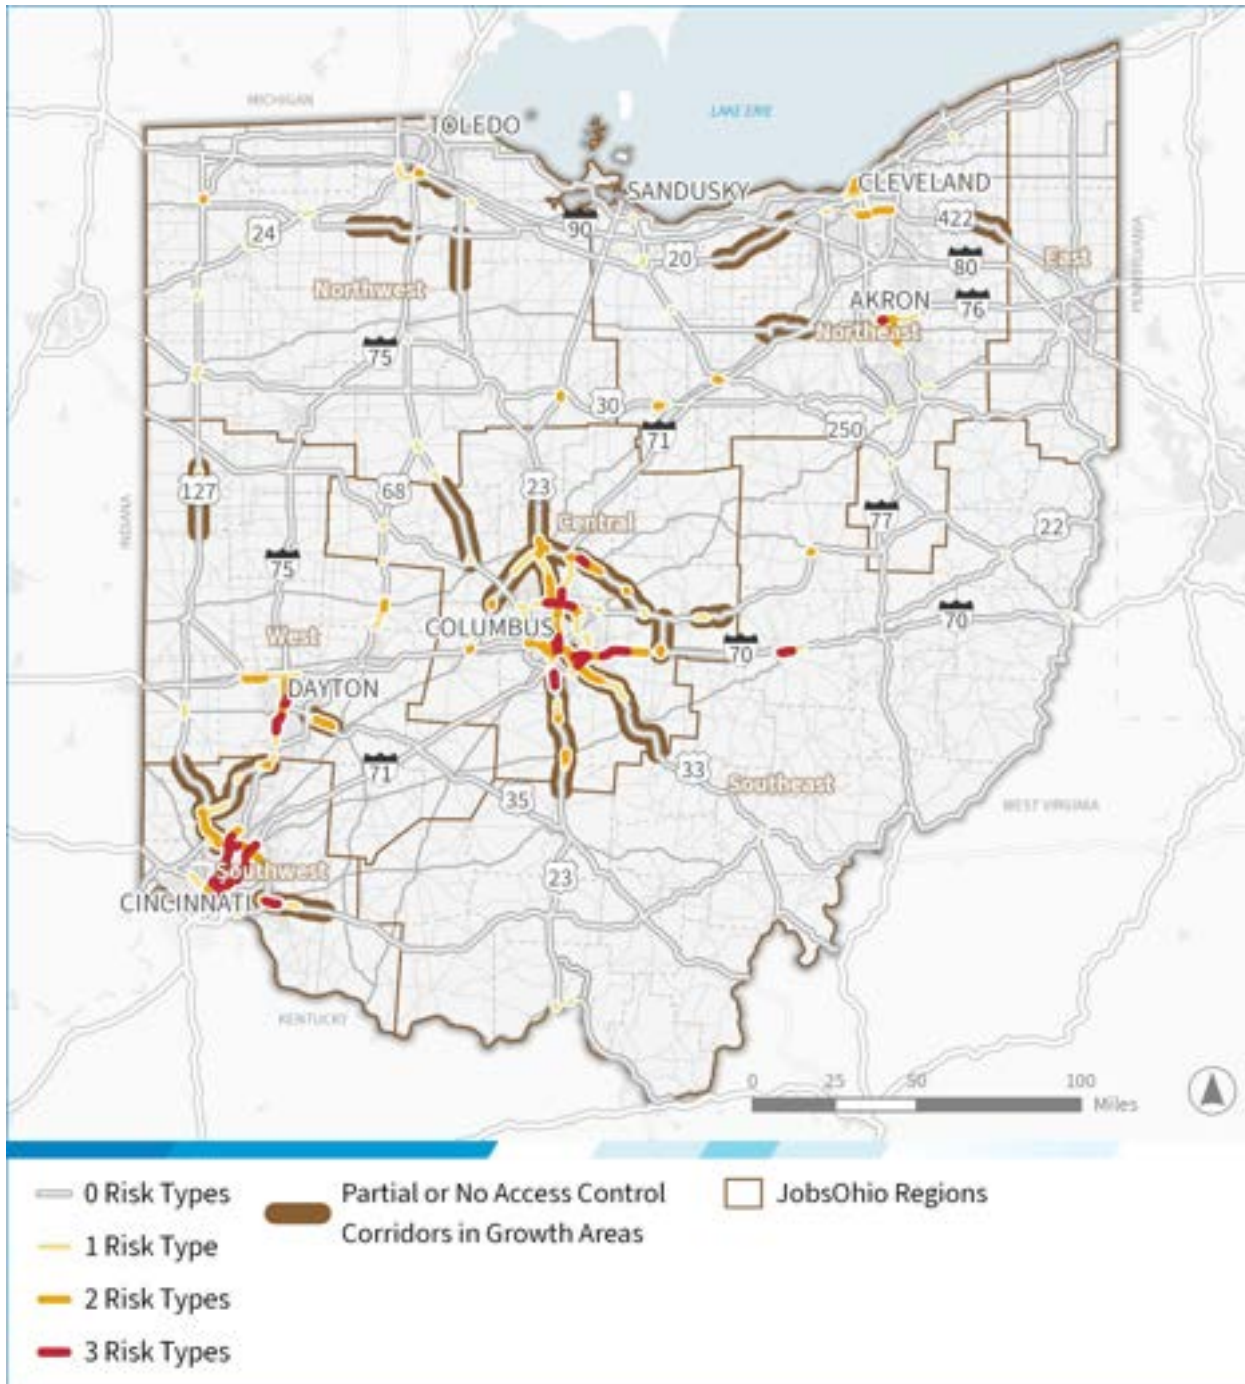 MICHIGAN
TOLEDO
LAKE ERIE
SANDUSKY
CLEVELAND
90
422
24
20
80
East
PENNSYLVANIA
Northwest
AKRON
76
Northeast
75
30
71
250
127
68
23
Central
77
22
INDIANA
75
West
COLUMBUS
70
70
DAYTON
71
33
Southeast
35
WEST VIRGINIA
Southwest
23
CINCINNATI
KENTUCKY
0 25 50 100
Miles
0 Risk Types
1 Risk Type
2 Risk Types
3 Risk Types
Partial or No Access Control
Corridors in Growth Areas
JobsOhio Regions